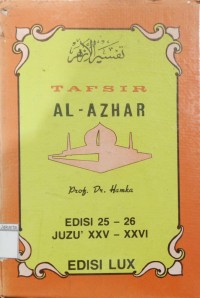 تفسير الأزهر
TAFSIR
AL-AZHAR
Prof. Dr. Hamka
EDISI 25 - 26
JUZU' XXV - XXVI
EDISI LUX